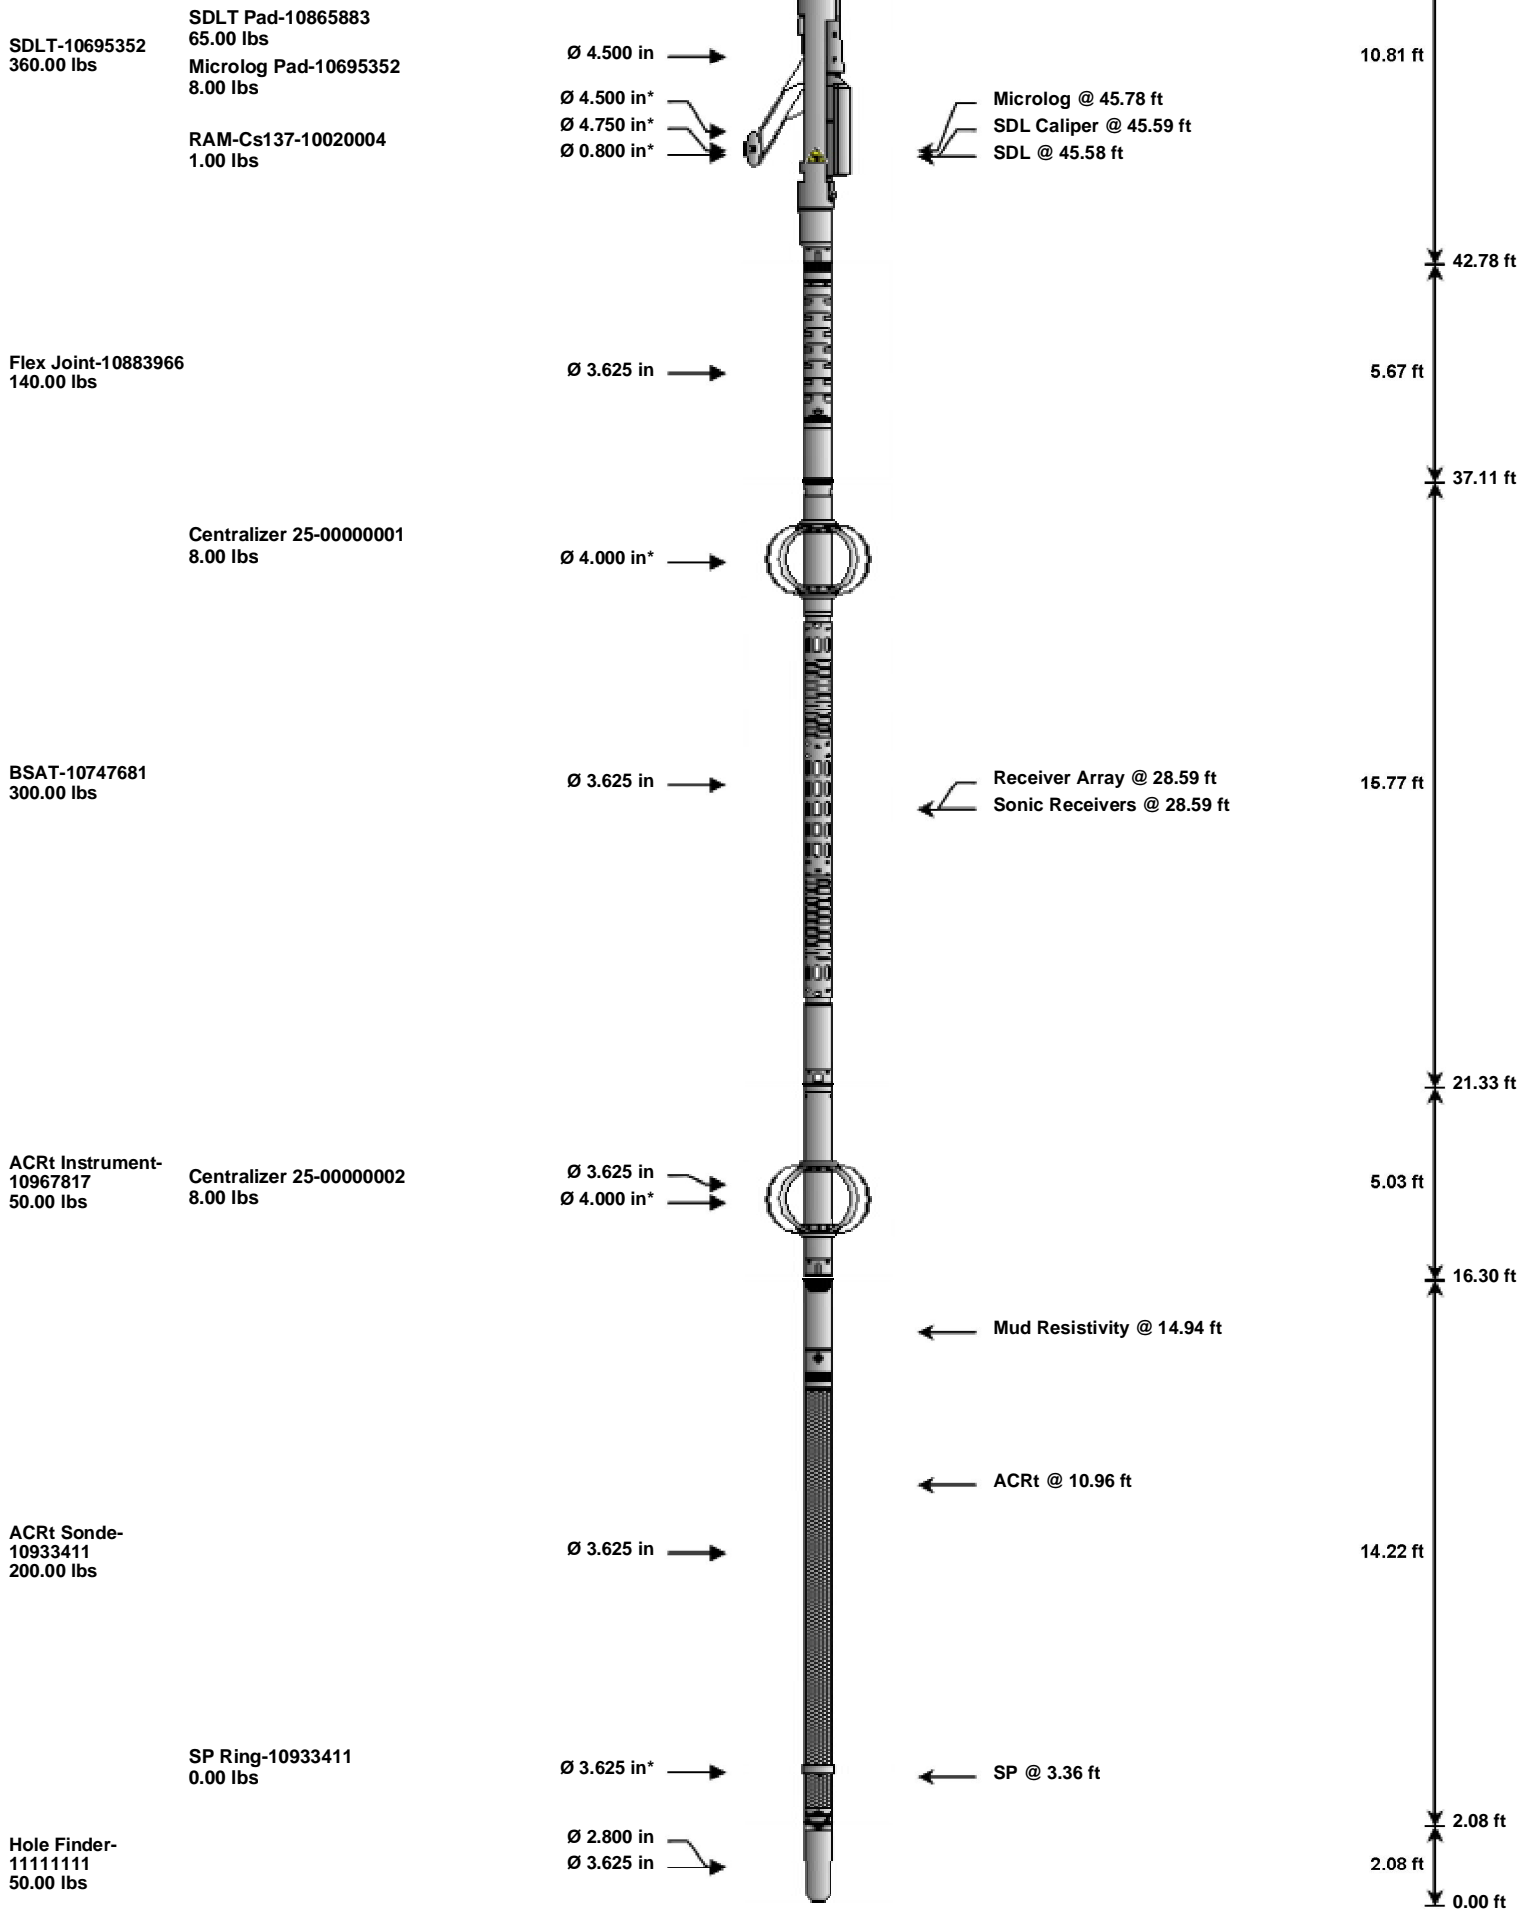 SDLT-10695352
360.00 lbs
SDLT Pad-10865883
65.00 lbs
Microlog Pad-10695352
8.00 lbs
RAM-Cs137-10020004
1.00 lbs
Ø 4.500 in
Ø 4.500 in*
Ø 4.750 in*
Ø 0.800 in*
Microlog @ 45.78 ft
SDL Caliper @ 45.59 ft
SDL @ 45.58 ft
10.81 ft
42.78 ft
Flex Joint-10883966
140.00 lbs
Ø 3.625 in
5.67 ft
37.11 ft
Centralizer 25-00000001
8.00 lbs
Ø 4.000 in*
BSAT-10747681
300.00 lbs
Ø 3.625 in
Receiver Array @ 28.59 ft
Sonic Receivers @ 28.59 ft
15.77 ft
21.33 ft
ACRt Instrument-
10967817
50.00 lbs
Centralizer 25-00000002
8.00 lbs
Ø 3.625 in
Ø 4.000 in*
5.03 ft
16.30 ft
Mud Resistivity @ 14.94 ft
ACRt @ 10.96 ft
ACRt Sonde-
10933411
200.00 lbs
Ø 3.625 in
14.22 ft
SP Ring-10933411
0.00 lbs
Ø 3.625 in*
SP @ 3.36 ft
2.08 ft
Hole Finder-
11111111
50.00 lbs
Ø 2.800 in
Ø 3.625 in
2.08 ft
0.00 ft